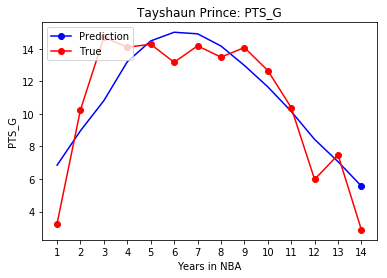 Tayshaun Prince: PTS_G
Prediction
True
PTS_G
14
12
10
8
6
4
1 2 3 4 5 6 7 8 9 10 11 12 13 14
Years in NBA